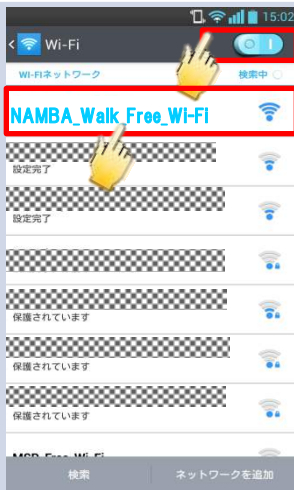 15:02
Wi-Fi
WI-FIネットワーク 検索中
NAMBA_Walk_Free_Wi-Fi
設定完了
設定完了
保護されています
保護されています
保護されています
MSP_Free_Wi-Fi
検索 ネットワークを追加